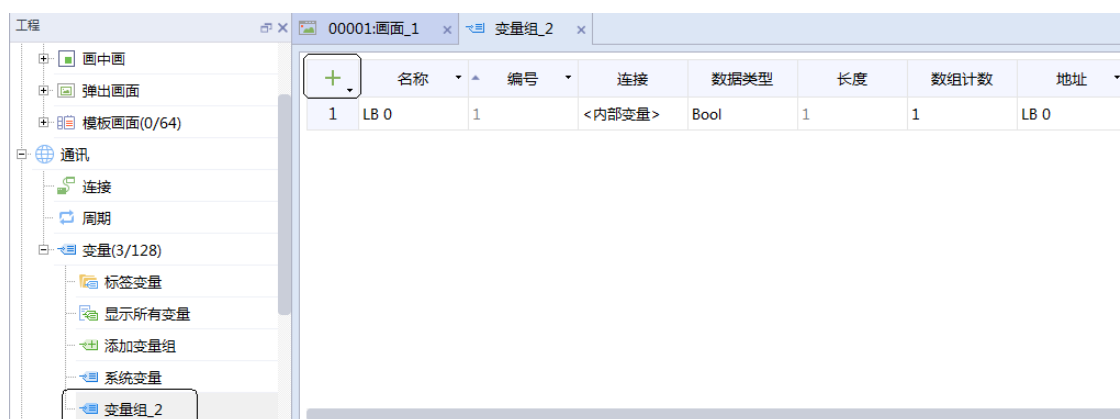 工程
画中画
弹出画面
模板画面(0/64)
通讯
连接
周期
变量(3/128)
标签变量
显示所有变量
添加变量组
系统变量
变量组_2
00001:画面_1 变量组_2
名称 编号 连接 数据类型 长度 数组计数 地址
1 LB 0 1 <内部变量> Bool 1 1 LB 0